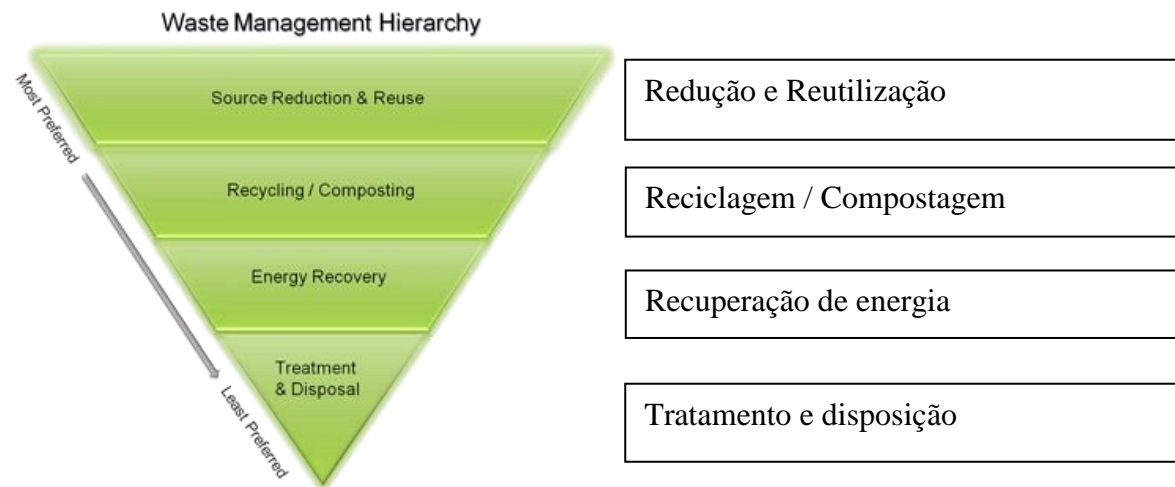 Waste Management Hierarchy
Most Preferred
Least Preferred
Source Reduction & Reuse
Recycling / Composting
Energy Recovery
Treatment
& Disposal
Redução e Reutilização
Reciclagem / Compostagem
Recuperação de energia
Tratamento e disposição